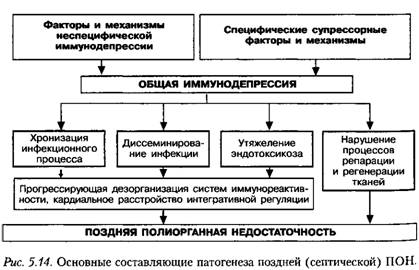 Факторы и механизмы
неспецифической
иммунодепрессии
Специфические супрессорные
факторы и механизмы
ОБЩАЯ ИММУНОДЕПРЕССИЯ
Хронизация
инфекционного
процесса
Диссеминирова-
ние инфекции
Утяжеление
эндотоксикоза
Нарушение
процессов
репарации
и регенерации
тканей
Прогрессирующая дезорганизация систем иммунореактив-
ности, кардиальное расстройство интегративной регуляции
ПОЗДНЯЯ ПОЛИОРГАННАЯ НЕДОСТАТОЧНОСТЬ
Рис. 5.14. Основные составляющие патогенеза поздней (септической) ПОН.